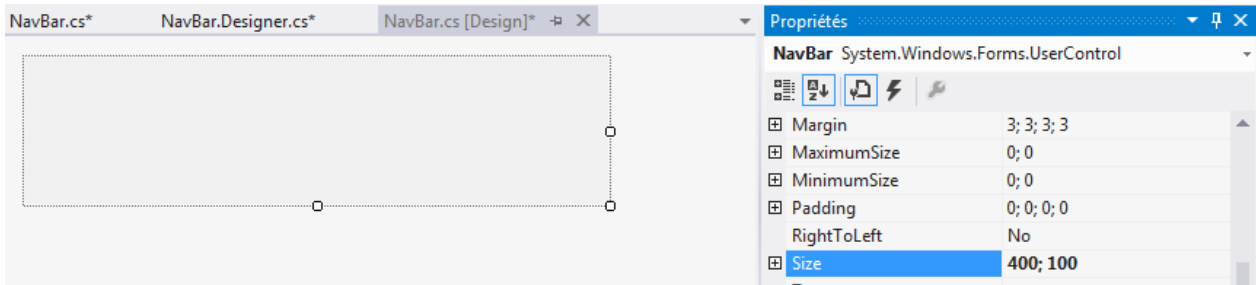 NavBar.cs* NavBar.Designer.cs* NavBar.cs [Design]*
Propriétés
NavBar System.Windows.Forms.UserControl
Margin 3; 3; 3; 3
MaximumSize 0; 0
MinimumSize 0; 0
Padding 0; 0; 0; 0
RightToLeft No
Size 400; 100